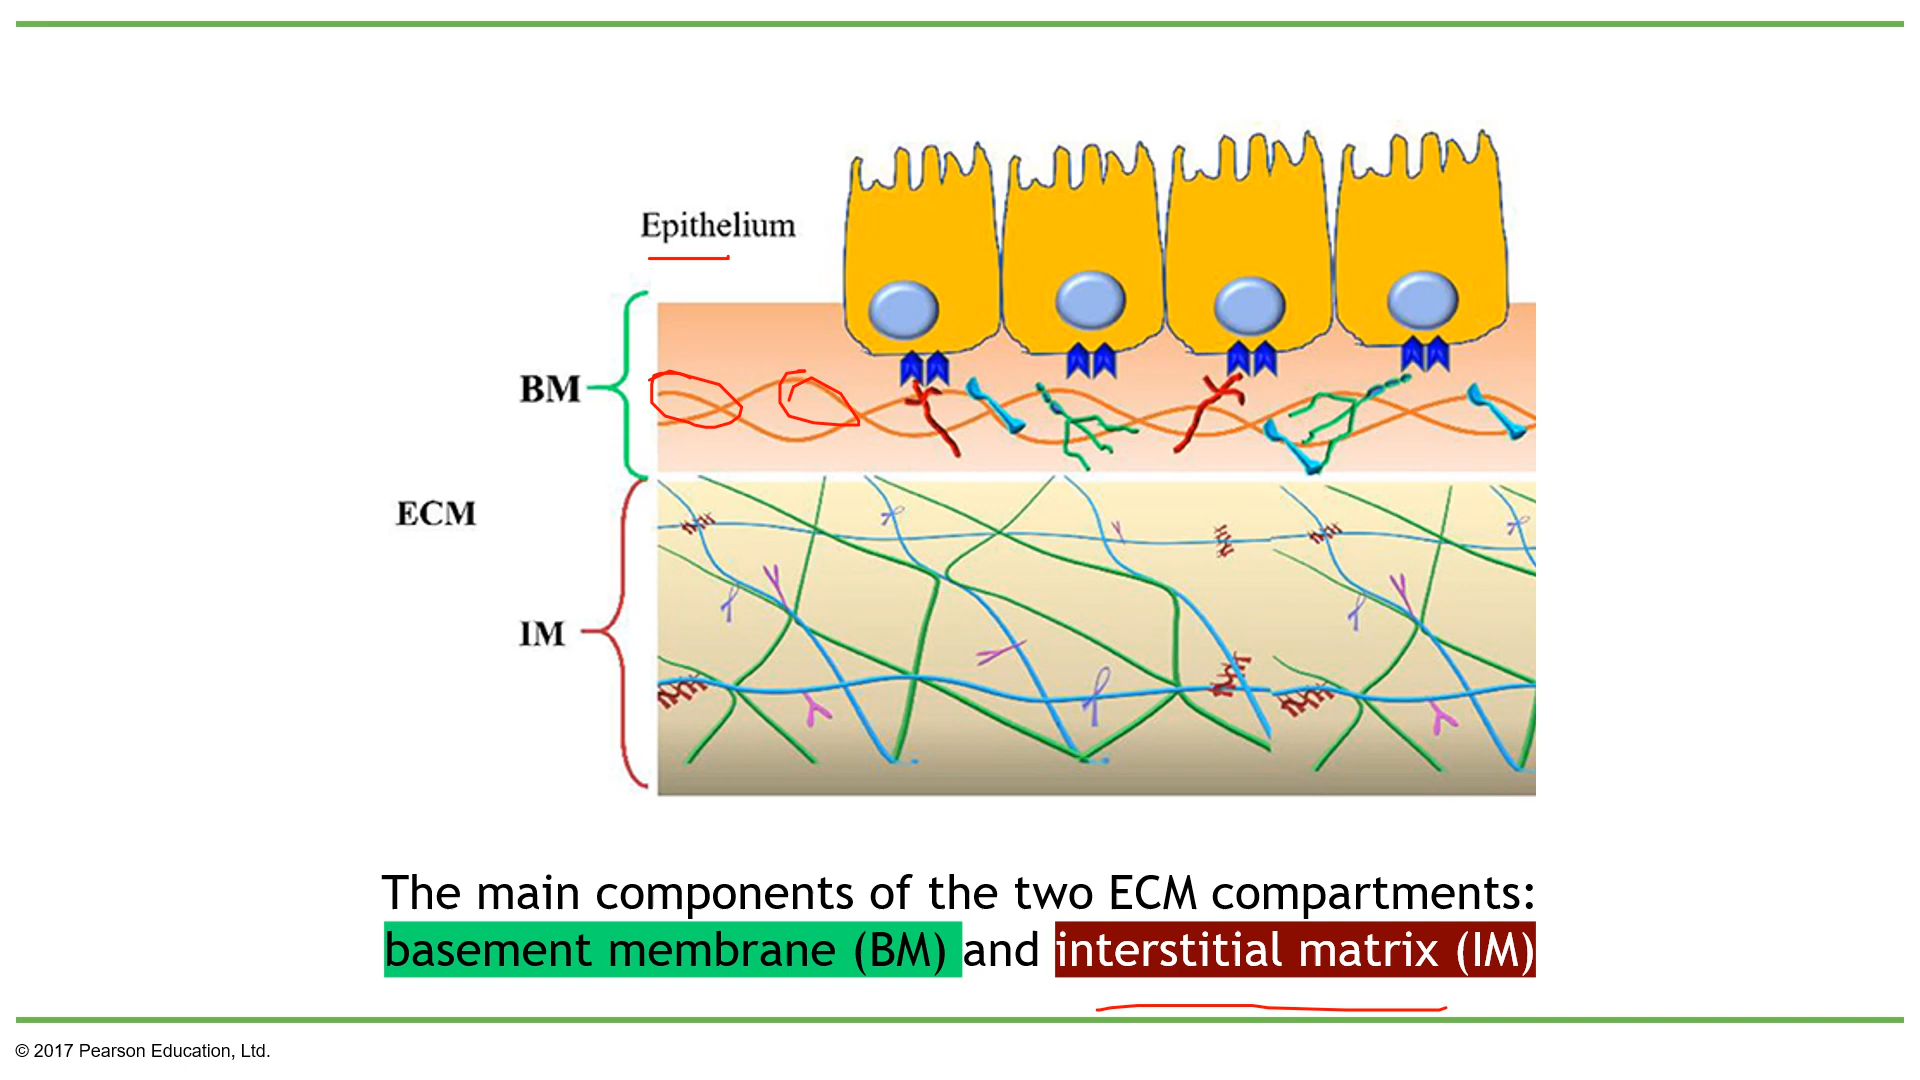 Epithelium
BM
ECM
IM
The main components of the two ECM compartments:
basement membrane (BM) and interstitial matrix (IM)
© 2017 Pearson Education, Ltd.